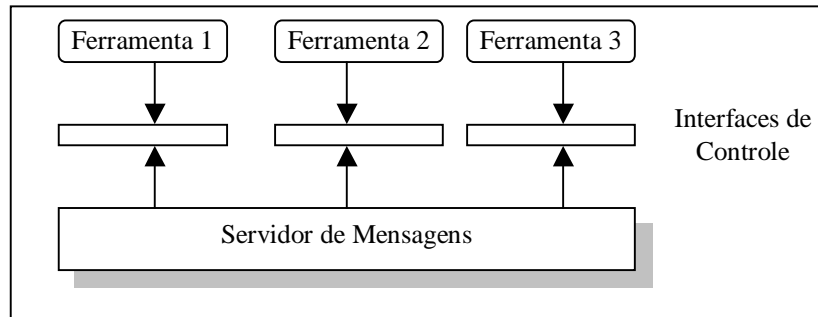 Ferramenta 1
Ferramenta 2
Ferramenta 3
Interfaces de
Controle
Servidor de Mensagens